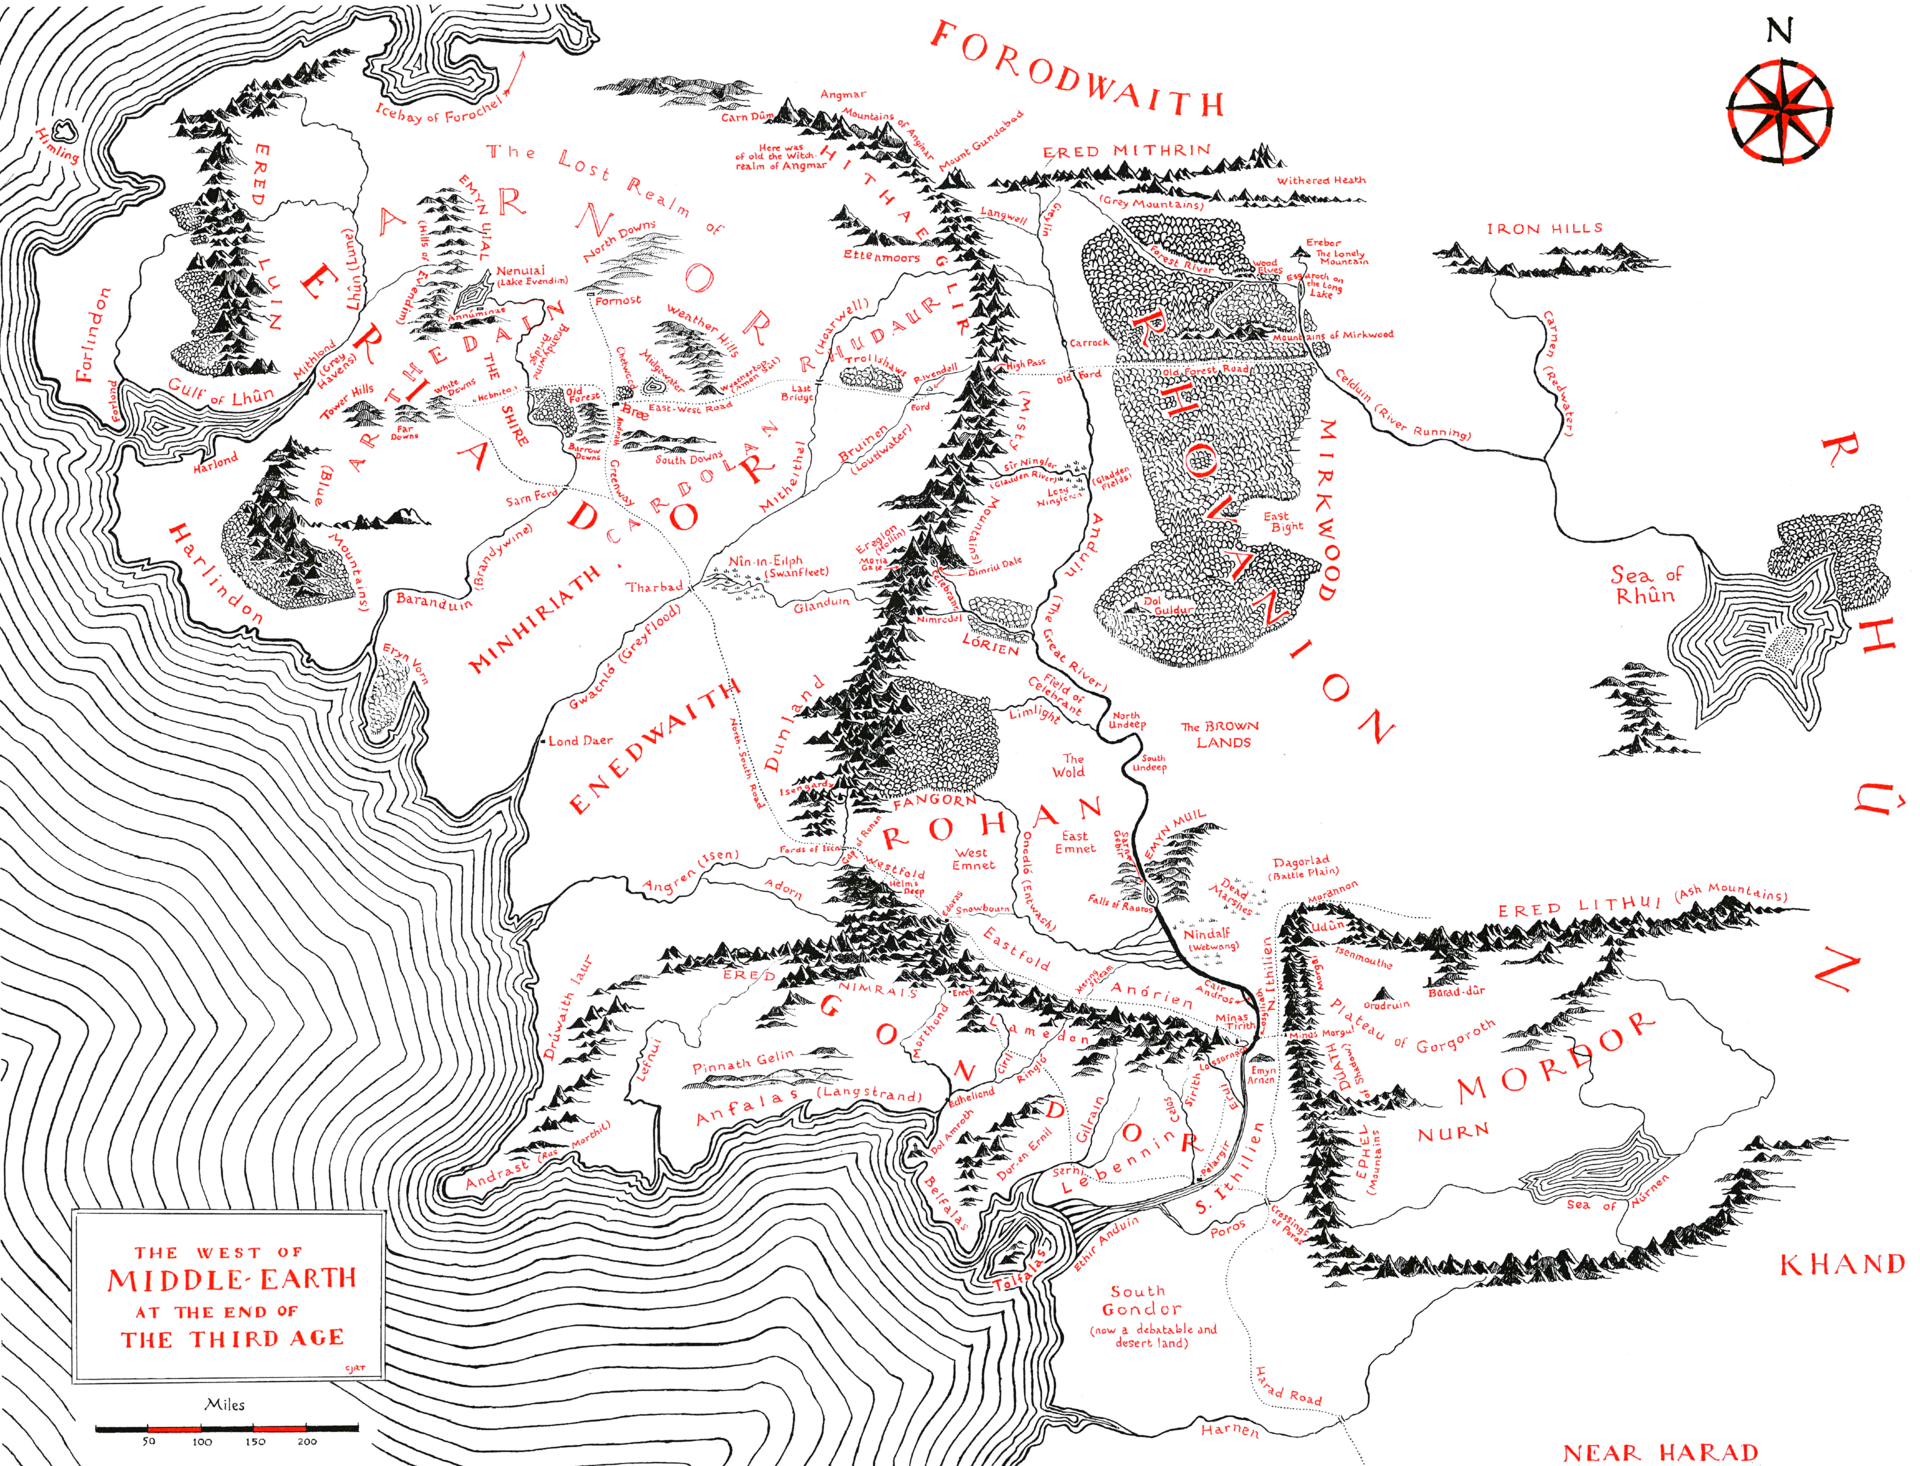 N
FORODWAITH
Icebay of Forochel
Himling
Angmar
Carn Dûm
Mountains of Angmar
Mount Gundabad
Here was
of old the Witch-
realm of Angmar
ERED MITHRIN
(Grey Mountains)
Withered Heath
IRON HILLS
The Lost Realm of
ARNOR
ERED LUIN
(Blue Mountains)
EMYN UIAL
(Hills of Evendim)
Nenuial
(Lake Evendim)
Annúminas
North Downs
Fornost
HITHAEGLIR
(Misty Mountains)
Ettenmoors
Langwell
Greylin
Forest River
Wood
Elves
Erebor
The Lonely
Mountain
Esgaroth on
the Long
Lake
Mountains of Mirkwood
Carrock
Old Ford
Old Forest Road
High Pass
Celduin (River Running)
Carnen (Redwater)
Lhûn (Lune)
Forlindon
Forlond
Gulf of Lhûn
Mithlond
(Grey
Havens)
Harlond
Harlindon
ERIADOR
ARTHEDAIN
Tower Hills
Far
Downs
White
Downs
Hobbiton
THE
SHIRE
Brandywine
Bridge
Old
Forest
Barrow
Downs
Bree
Chetwood
Midgewater
Weather Hills
Weathertop
(Amon Sûl)
East-West Road
Andrath
Greenway
South Downs
Last
Bridge
Trollshaws
Rivendell
Ford
(Hoarwell)
RHUDAUR
Mitheithel
Bruinen
(Loudwater)
CARDOLAN
Sarn Ford
Baranduin
(Brandywine)
Eryn Vorn
MINHIRIATH
Tharbad
Nîn-in-Eilph
(Swanfleet)
Glanduin
Gwathló (Greyflood)
Lond Daer
ENEDWAITH
North-South Road
Dunland
Eregion
(Hollin)
Moria
Gate
Dimrill Dale
Celebrant
Nimrodel
LÓRIEN
Sîr Ninglor
(Gladden River)
Loeg
Ningloron
(Gladden
Fields)
Anduin (The Great River)
RHOVANION
MIRKWOOD
East
Bight
Dol
Guldur
Sea of
Rhûn
RHÛN
Field of
Celebrant
Limlight
North
Undeep
South
Undeep
The BROWN
LANDS
The
Wold
Isengard
FANGORN
ROHAN
Gap of Rohan
Fords of Isen
Angren (Isen)
Adorn
Westfold
Helms
Deep
West
Emnet
East
Emnet
Onodló (Entwash)
Edoras
Snowbourn
Eastfold
Sarn
Gebir
EMYN MUIL
Falls of Rauros
Dead
Marshes
Dagorlad
(Battle Plain)
Nindalf
(Wetwang)
Morannon
ERED LITHUI (Ash Mountains)
Udûn
Isenmouthe
Morgai
Orodruin
Barad-dûr
Plateau of Gorgoroth
MORDOR
NURN
Sea of Núrnen
EPHEL DÚATH
(Mountains of Shadow)
Minas Morgul
N. Ithilien
Cair
Andros
Osgiliath
Minas
Tirith
Mering
Stream
Anórien
Lossarnach
Emyn
Arnen
Drúwaith Iaur
ERED NIMRAIS
GONDOR
Erech
Lamedon
Morthond
Ciril
Ringló
Lefnui
Pinnath Gelin
Anfalas (Langstrand)
Andrast (Ras Morthil)
Edhellond
Dol Amroth
Belfalas
Dor-en-Ernil
Gilrain
Serni
Celos
Sirith
Erui
Lebennin
Pelargir
S. Ithilien
Poros
Crossings
of Poros
Ethir Anduin
Tolfalas
South
Gondor
(now a debatable and
desert land)
Harad Road
Harnen
KHAND
NEAR HARAD
THE WEST OF
MIDDLE-EARTH
AT THE END OF
THE THIRD AGE
CJRT
Miles
50 100 150 200